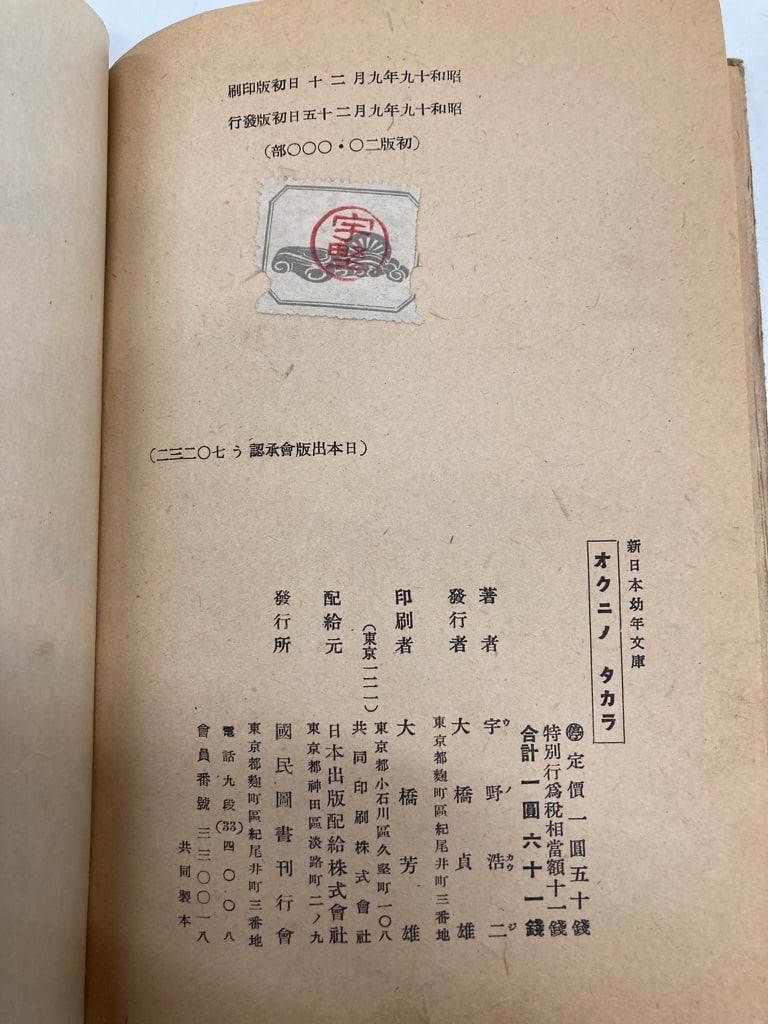 昭和十九年九月二十日初版印刷
昭和十九年九月二十五日初版發行
(初版二〇・〇〇〇部)
宇野
(日本出版會承認う七〇二三二)
新日本幼年文庫
オクニノ タカラ
停 定價一圓五十錢
特別行爲税相當額十一錢
合計一圓六十一錢
著者 宇野浩二
ウノ カウジ
發行者 大橋貞雄
東京都麴町區紀尾井町三番地
印刷者 大橋芳雄
東京都小石川區久堅町一〇八
(東京一二一) 共同印刷株式會社
配給元 日本出版配給株式會社
東京都神田區淡路町二ノ九
發行所 國民圖書刊行會
東京都麴町區紀尾井町三番地
電話九段(33)四〇〇八
會員番號 三三〇〇一八
共同製本